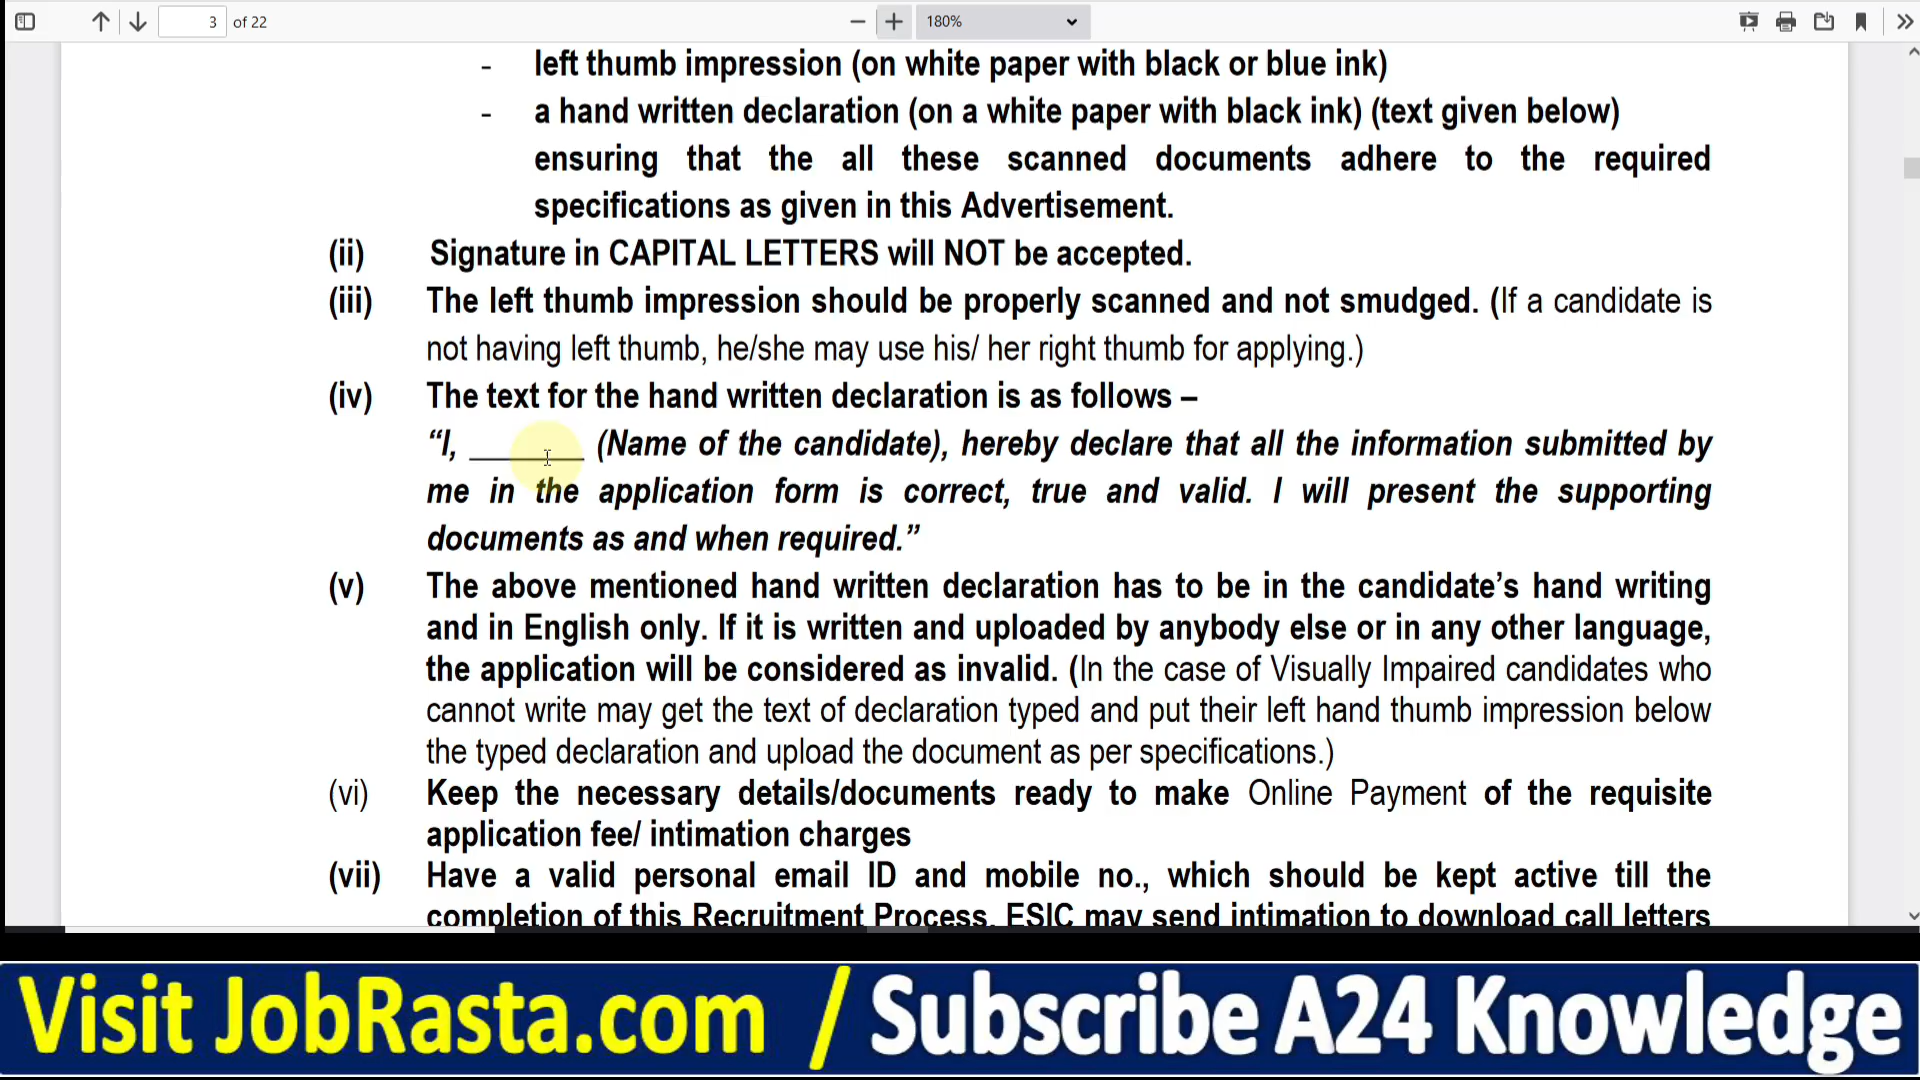 3 of 22
180%
- left thumb impression (on white paper with black or blue ink)
- a hand written declaration (on a white paper with black ink) (text given below)
ensuring that the all these scanned documents adhere to the required
specifications as given in this Advertisement.
(ii) Signature in CAPITAL LETTERS will NOT be accepted.
(iii) The left thumb impression should be properly scanned and not smudged. (If a candidate is
not having left thumb, he/she may use his/ her right thumb for applying.)
(iv) The text for the hand written declaration is as follows –
“I, _______ (Name of the candidate), hereby declare that all the information submitted by
me in the application form is correct, true and valid. I will present the supporting
documents as and when required.”
(v) The above mentioned hand written declaration has to be in the candidate’s hand writing
and in English only. If it is written and uploaded by anybody else or in any other language,
the application will be considered as invalid. (In the case of Visually Impaired candidates who
cannot write may get the text of declaration typed and put their left hand thumb impression below
the typed declaration and upload the document as per specifications.)
(vi) Keep the necessary details/documents ready to make Online Payment of the requisite
application fee/ intimation charges
(vii) Have a valid personal email ID and mobile no., which should be kept active till the
completion of this Recruitment Process. ESIC may send intimation to download call letters
Visit JobRasta.com / Subscribe A24 Knowledge